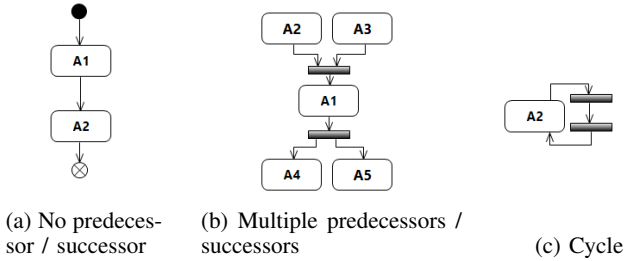 A1
A2
A2 A3
A1
A4 A5
A2
(a) No predeces-
sor / successor
(b) Multiple predecessors /
successors
(c) Cycle